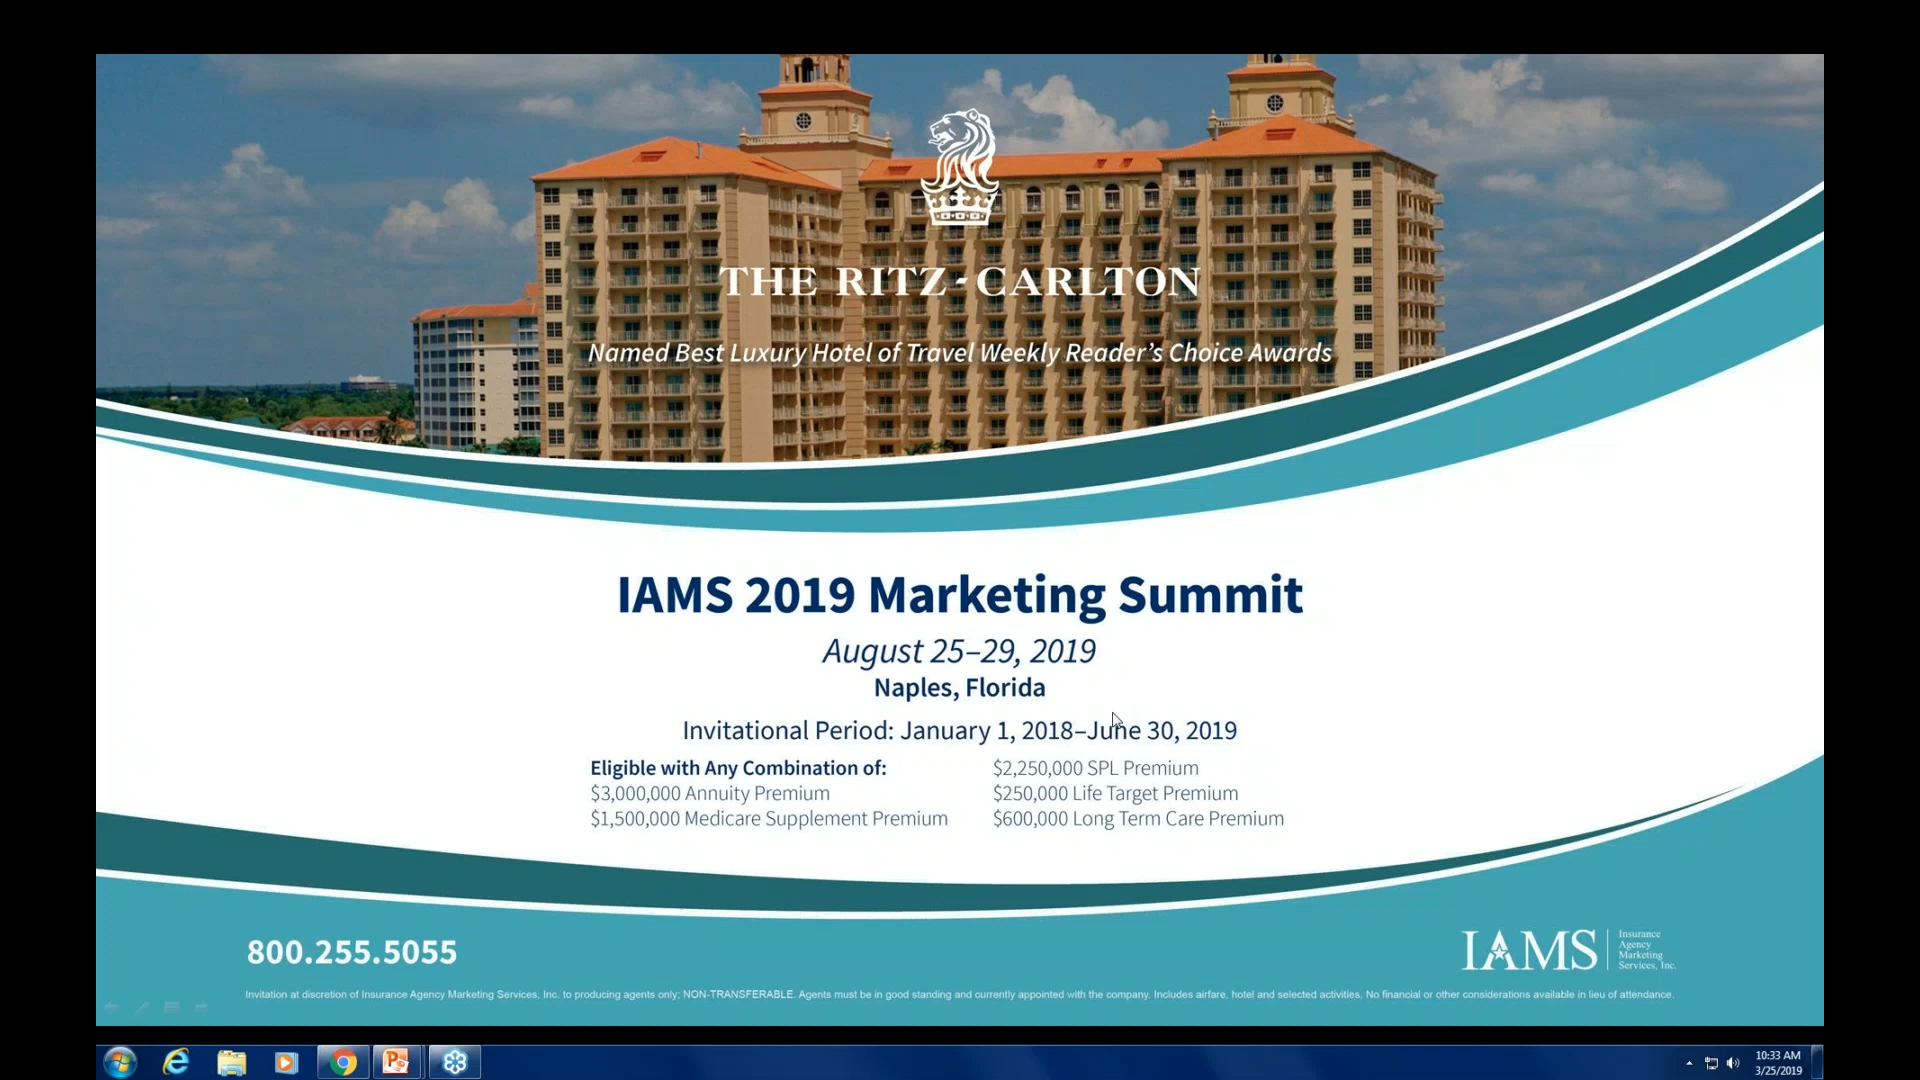 THE RITZ-CARLTON
Named Best Luxury Hotel of Travel Weekly Reader's Choice Awards
IAMS 2019 Marketing Summit
August 25–29, 2019
Naples, Florida
Invitational Period: January 1, 2018–June 30, 2019
Eligible with Any Combination of:
$3,000,000 Annuity Premium
$1,500,000 Medicare Supplement Premium
$2,250,000 SPL Premium
$250,000 Life Target Premium
$600,000 Long Term Care Premium
800.255.5055
IAMS
Insurance
Agency
Marketing
Services, Inc.
Invitation at discretion of Insurance Agency Marketing Services, Inc. to producing agents only; NON-TRANSFERABLE. Agents must be in good standing and currently appointed with the company. Includes airfare, hotel and selected activities. No financial or other considerations available in lieu of attendance.
10:33 AM
3/25/2019